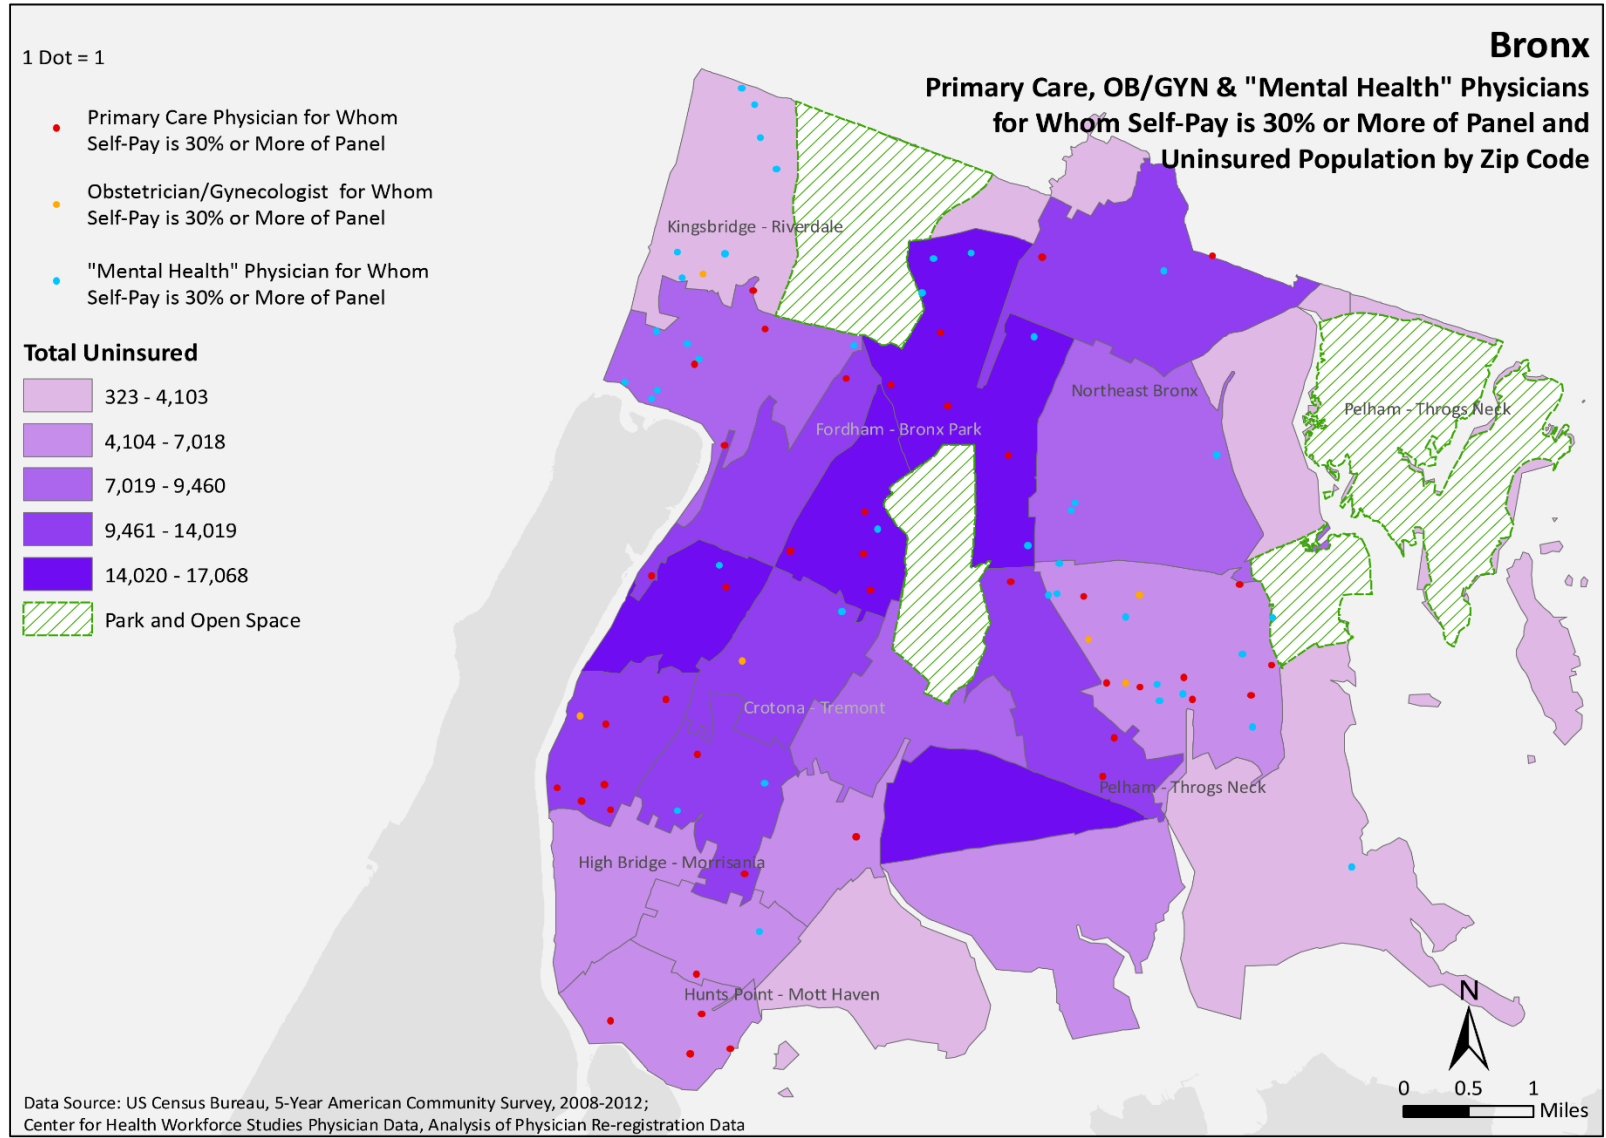 Bronx
Primary Care, OB/GYN & "Mental Health" Physicians
for Whom Self-Pay is 30% or More of Panel and
Uninsured Population by Zip Code
1 Dot = 1
Primary Care Physician for Whom
Self-Pay is 30% or More of Panel
Obstetrician/Gynecologist for Whom
Self-Pay is 30% or More of Panel
"Mental Health" Physician for Whom
Self-Pay is 30% or More of Panel
Total Uninsured
323 - 4,103
4,104 - 7,018
7,019 - 9,460
9,461 - 14,019
14,020 - 17,068
Park and Open Space
Kingsbridge - Riverdale
Northeast Bronx
Pelham - Throgs Neck
Fordham - Bronx Park
Crotona - Tremont
Pelham - Throgs Neck
High Bridge - Morrisania
Hunts Point - Mott Haven
N
0 0.5 1
Miles
Data Source: US Census Bureau, 5-Year American Community Survey, 2008-2012;
Center for Health Workforce Studies Physician Data, Analysis of Physician Re-registration Data